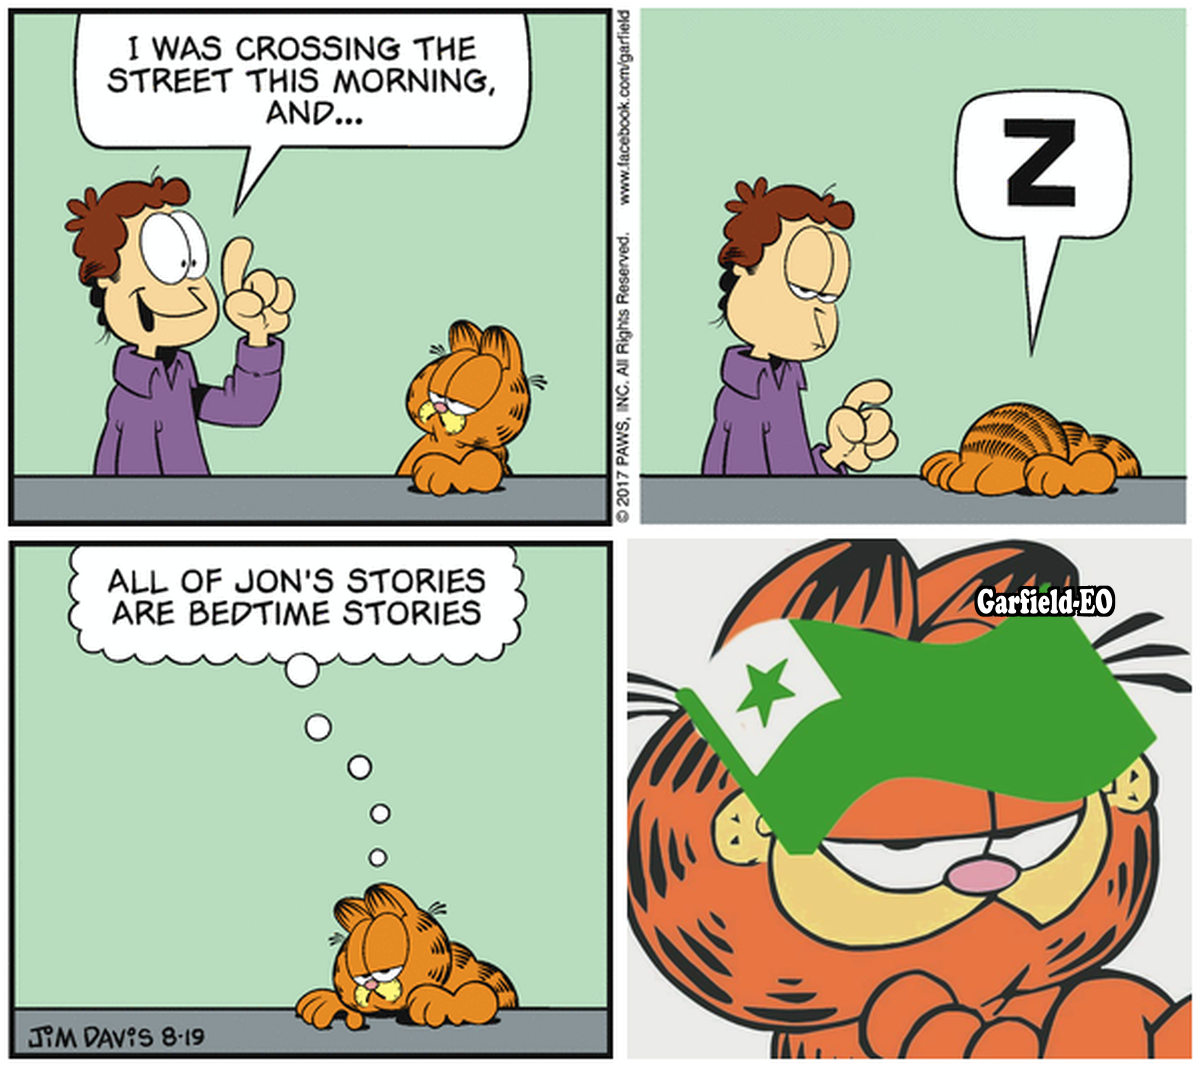 I WAS CROSSING THE
STREET THIS MORNING,
AND...
© 2017 PAWS, INC. All Rights Reserved. www.facebook.com/garfield
Z
ALL OF JON'S STORIES
ARE BEDTIME STORIES
JIM DAVIS 8-19
Garfield-EO